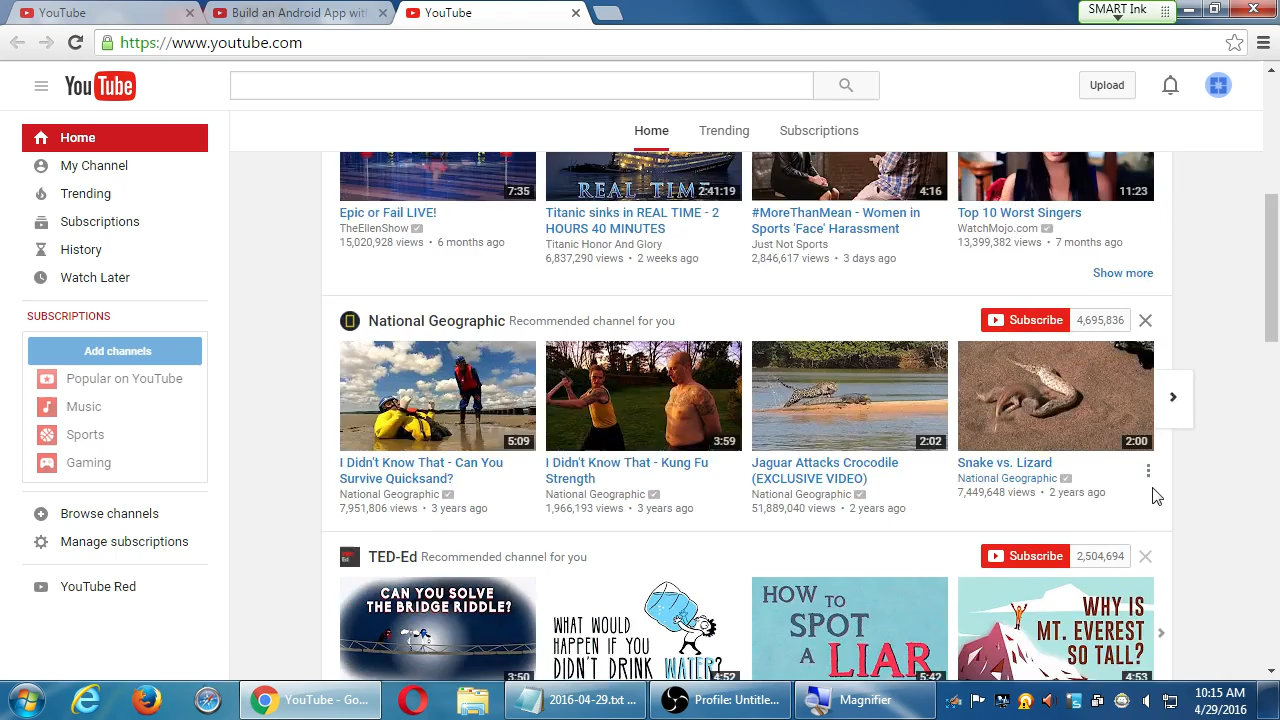 YouTube
Build an Android App with
YouTube
SMART Ink
https://www.youtube.com
YouTube
Upload
Home
Trending
Subscriptions
Home
My Channel
Trending
Subscriptions
History
Watch Later
SUBSCRIPTIONS
Add channels
Popular on YouTube
Music
Sports
Gaming
Browse channels
Manage subscriptions
YouTube Red
7:35
REAL TIME
2:41:19
4:16
11:23
Epic or Fail LIVE!
TheEllenShow
15,020,928 views • 6 months ago
Titanic sinks in REAL TIME - 2
HOURS 40 MINUTES
Titanic Honor And Glory
6,837,290 views • 2 weeks ago
#MoreThanMean - Women in
Sports 'Face' Harassment
Just Not Sports
2,846,617 views • 3 days ago
Top 10 Worst Singers
WatchMojo.com
13,399,382 views • 7 months ago
Show more
National Geographic Recommended channel for you
Subscribe 4,695,836
5:09
3:59
2:02
2:00
I Didn't Know That - Can You
Survive Quicksand?
National Geographic
7,951,806 views • 3 years ago
I Didn't Know That - Kung Fu
Strength
National Geographic
1,966,193 views • 3 years ago
Jaguar Attacks Crocodile
(EXCLUSIVE VIDEO)
National Geographic
51,889,040 views • 2 years ago
Snake vs. Lizard
National Geographic
7,449,648 views • 2 years ago
TED-Ed Recommended channel for you
Subscribe 2,504,694
CAN YOU SOLVE
THE BRIDGE RIDDLE?
3:50
WHAT WOULD
HAPPEN IF YOU
DIDN'T DRINK WATER?
4:52
HOW TO
SPOT
A LIAR
5:42
WHY IS
MT. EVEREST
SO TALL?
4:53
YouTube - Go...
2016-04-29.txt ...
Profile: Untitle...
Magnifier
10:15 AM
4/29/2016